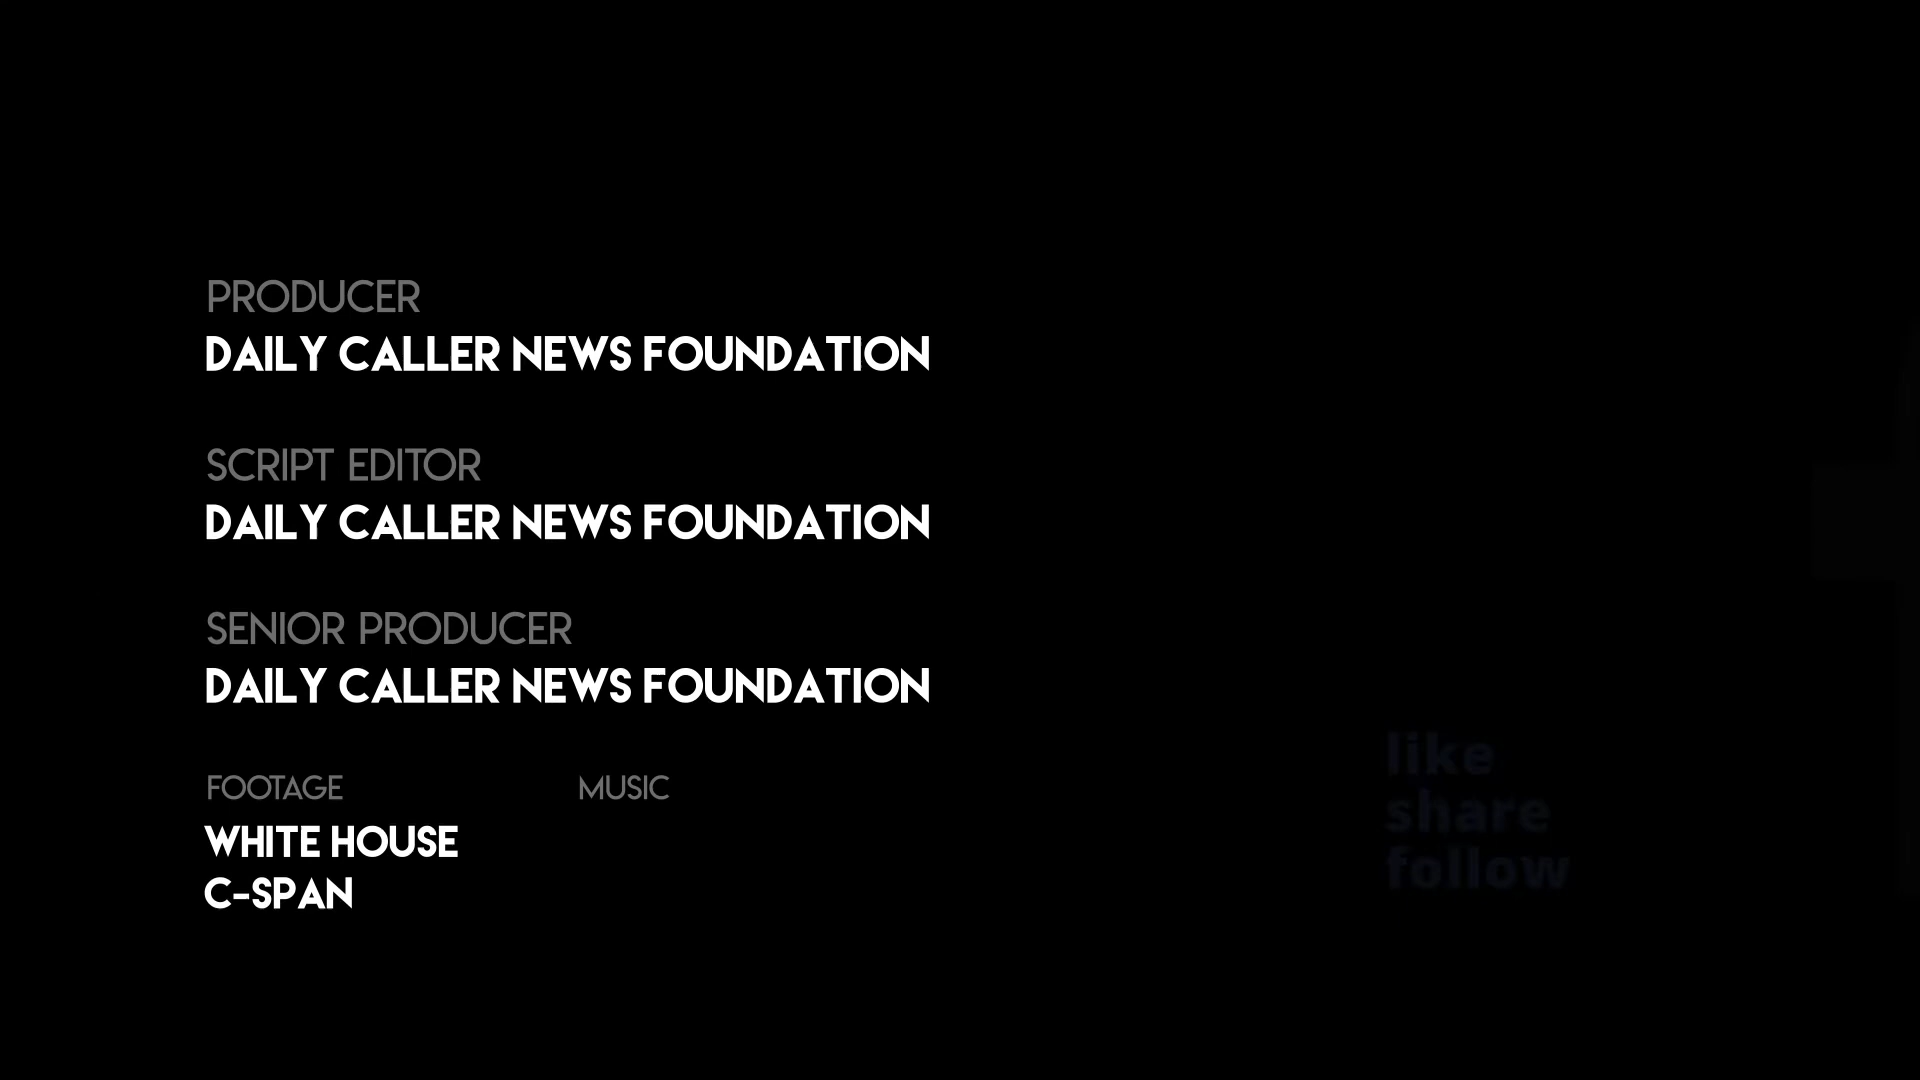 PRODUCER
DAILY CALLER NEWS FOUNDATION
SCRIPT EDITOR
DAILY CALLER NEWS FOUNDATION
SENIOR PRODUCER
DAILY CALLER NEWS FOUNDATION
FOOTAGE
WHITE HOUSE
C-SPAN
MUSIC
like
share
follow